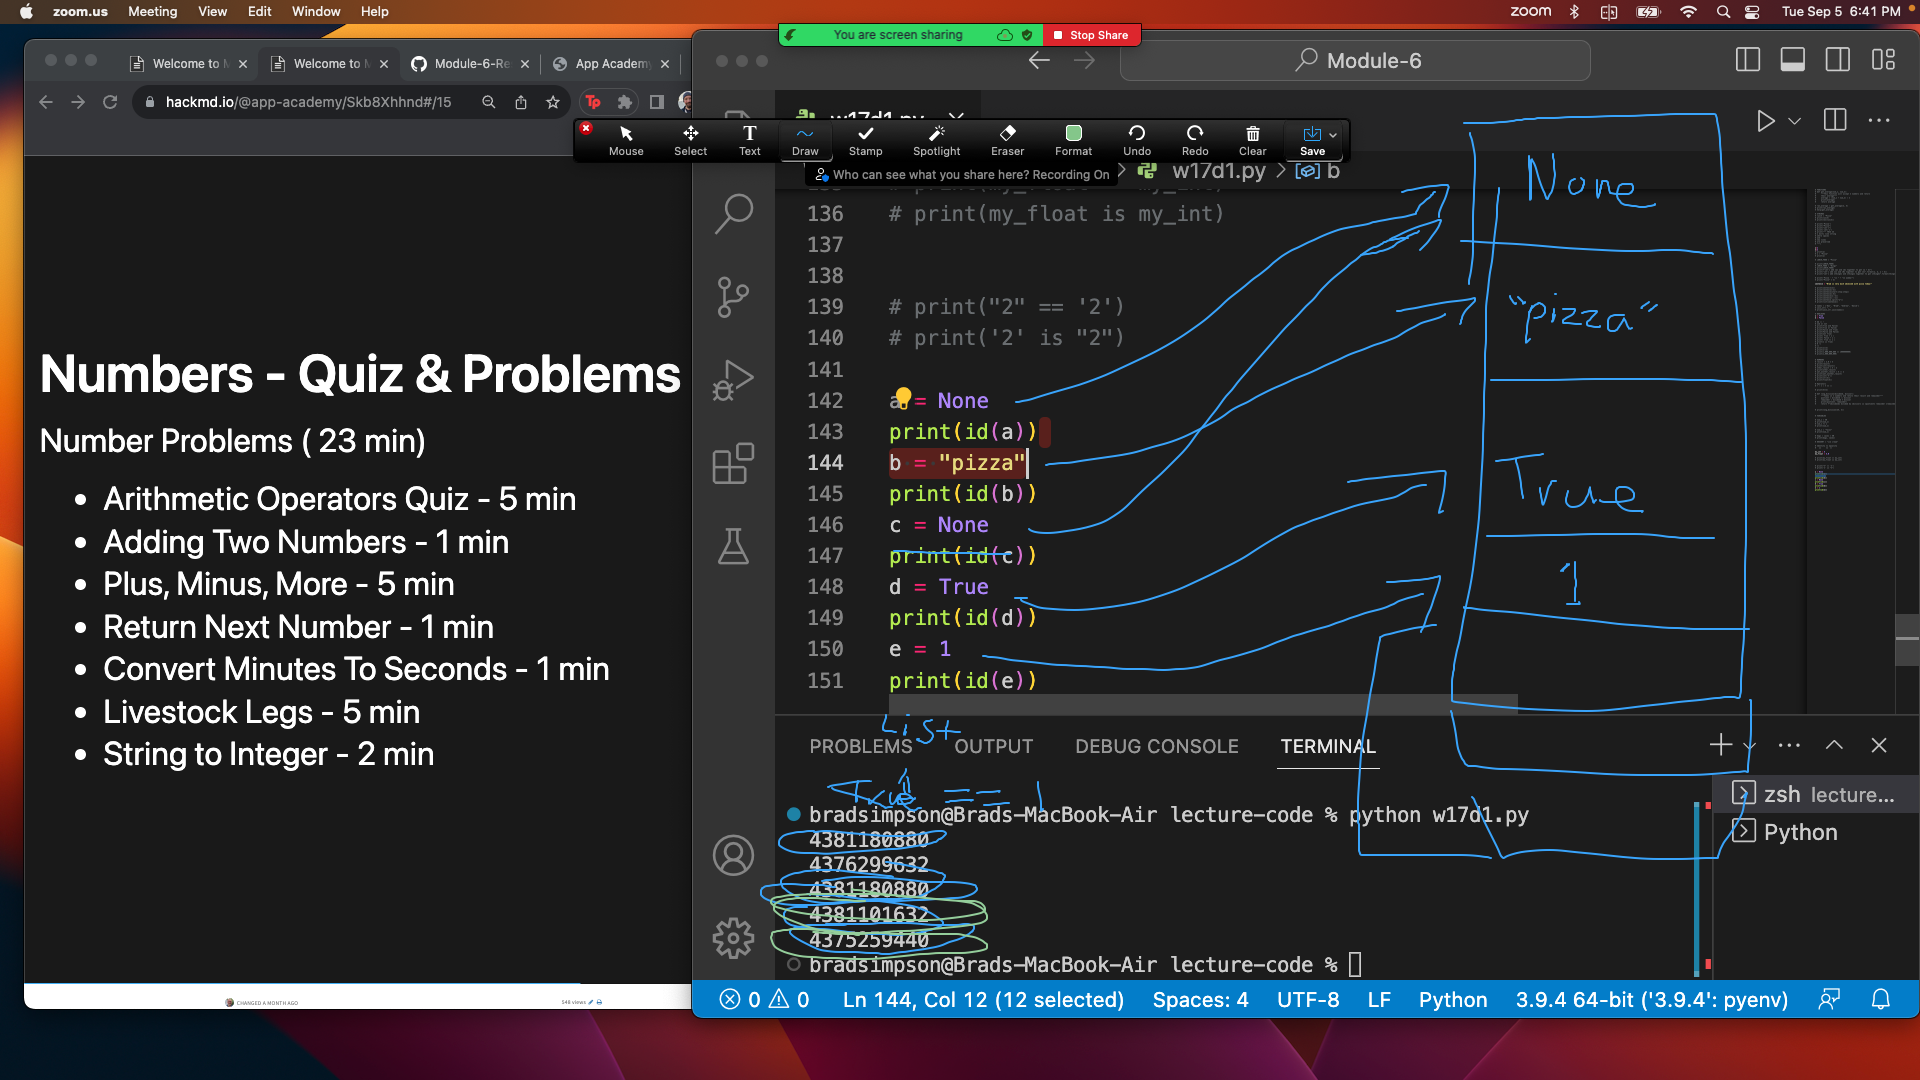 zoom.us Meeting View Edit Window Help
zoom Tue Sep 5 6:41 PM
You are screen sharing Stop Share
Welcome to M Welcome to M Module-6-Re App Academy
hackmd.io/@app-academy/Skb8Xhhnd#/15
Module-6
w17d1.py
Mouse Select Text Draw Stamp Spotlight Eraser Format Undo Redo Clear Save
Who can see what you share here? Recording On
w17d1.py b
Numbers - Quiz & Problems
Number Problems ( 23 min)
Arithmetic Operators Quiz - 5 min
Adding Two Numbers - 1 min
Plus, Minus, More - 5 min
Return Next Number - 1 min
Convert Minutes To Seconds - 1 min
Livestock Legs - 5 min
String to Integer - 2 min
CHANGED A MONTH AGO 548 views
136 # print(my_float is my_int)
137
138
139 # print("2" == '2')
140 # print('2' is "2")
141
142 a = None
143 print(id(a))
144 b = "pizza"
145 print(id(b))
146 c = None
147 print(id(c))
148 d = True
149 print(id(d))
150 e = 1
151 print(id(e))
None
"pizza"
True
1
List
PROBLEMS OUTPUT DEBUG CONSOLE TERMINAL
True == 1
bradsimpson@Brads-MacBook-Air lecture-code % python w17d1.py
4381180880
4376299632
4381180880
4381101632
4375259440
bradsimpson@Brads-MacBook-Air lecture-code %
zsh lecture...
Python
0 0 Ln 144, Col 12 (12 selected) Spaces: 4 UTF-8 LF Python 3.9.4 64-bit ('3.9.4': pyenv)